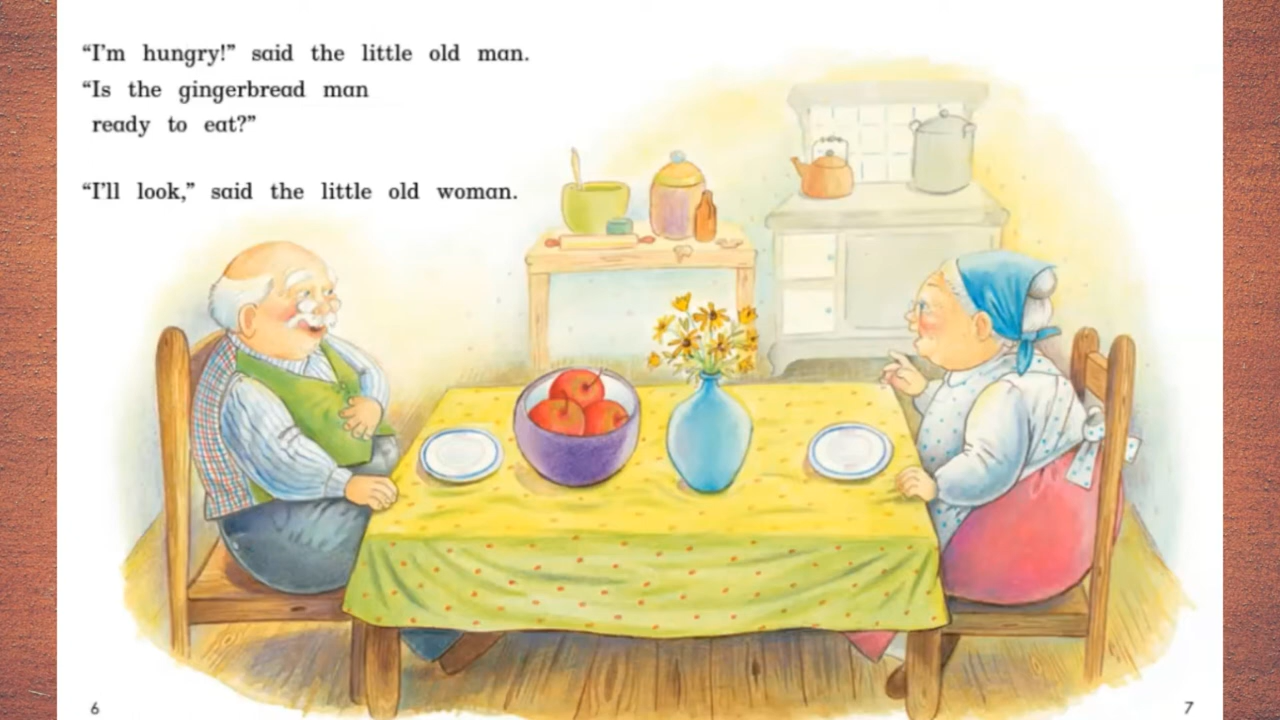 “I’m hungry!” said the little old man.
“Is the gingerbread man
ready to eat?”
“I’ll look,” said the little old woman.
6
7